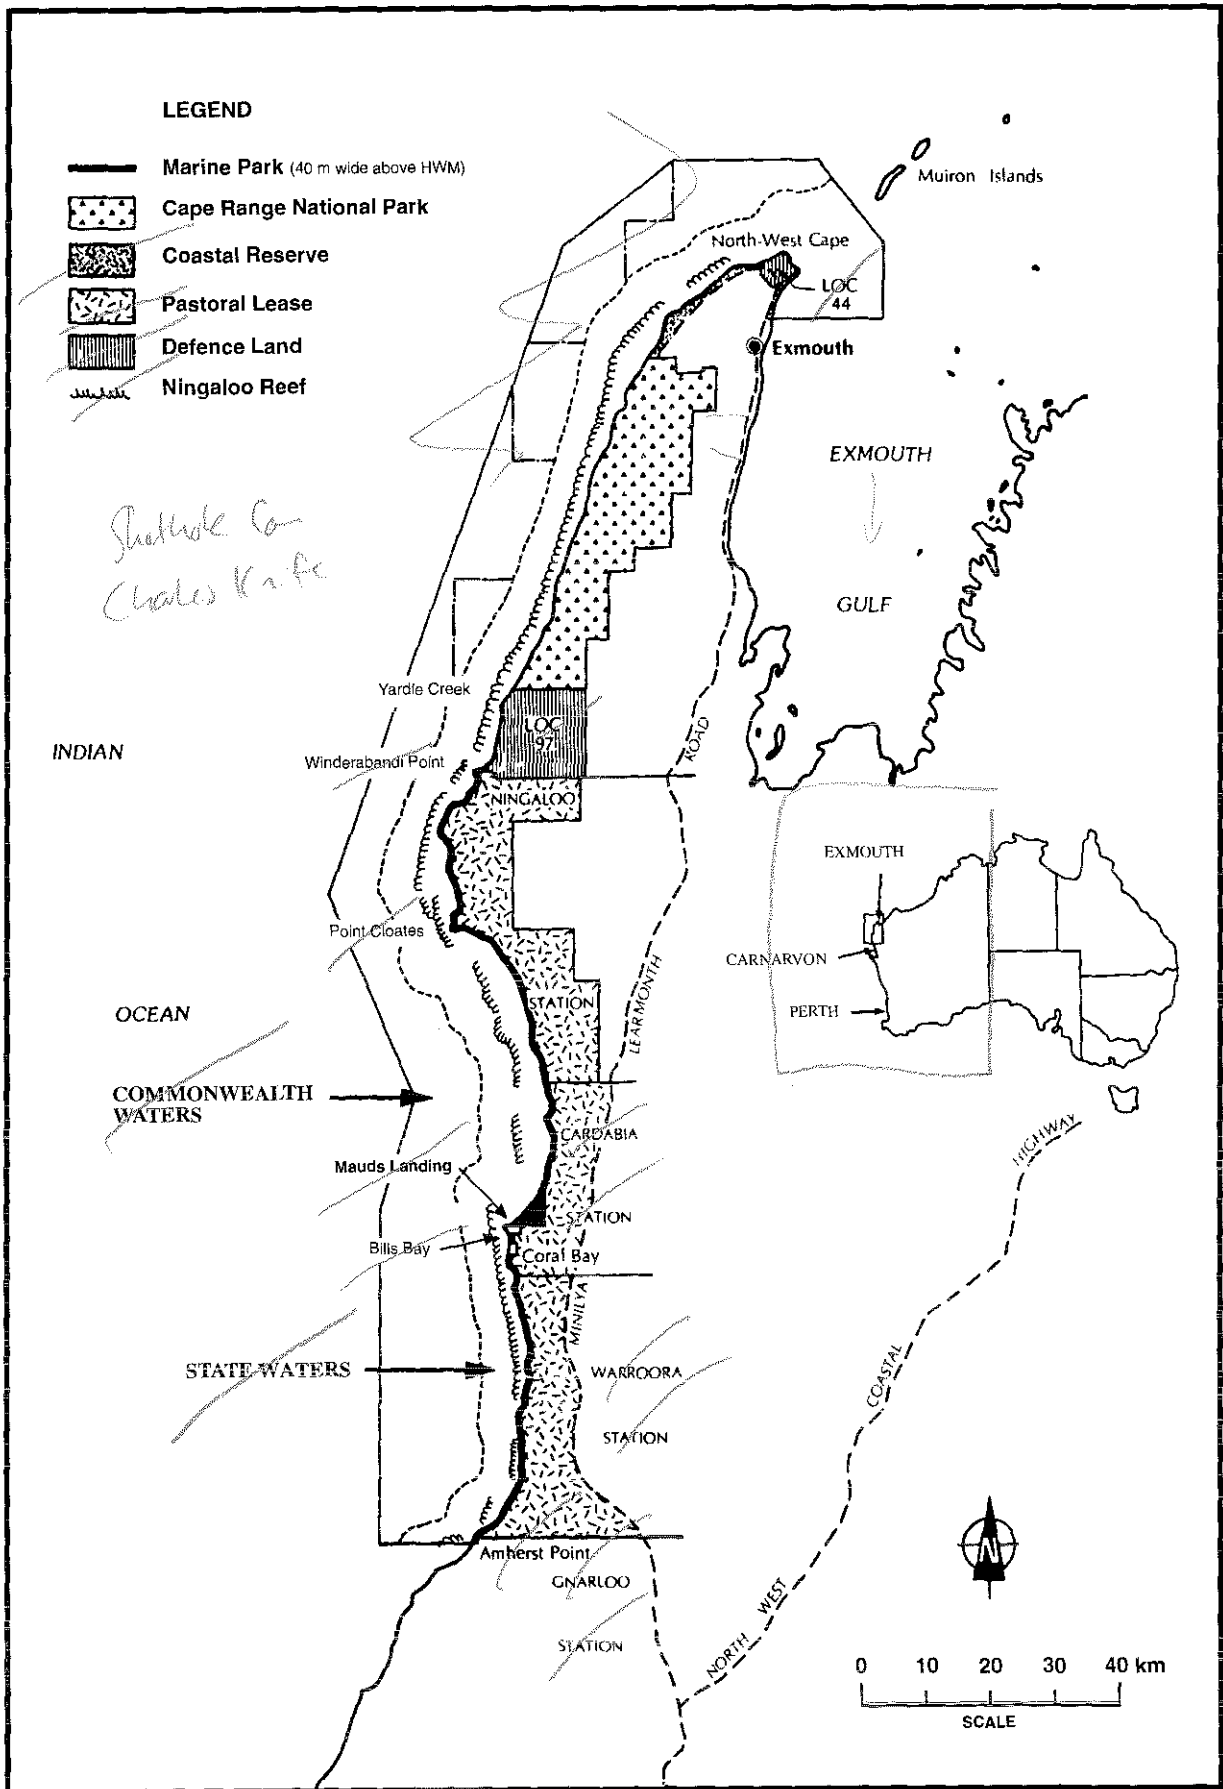 LEGEND
Marine Park (40 m wide above HWM)
Cape Range National Park
Coastal Reserve
Pastoral Lease
Defence Land
Ningaloo Reef
Muiron Islands
North-West Cape
LOC
44
Exmouth
EXMOUTH
GULF
Charles Knife
Yardie Creek
LOC
97
ROAD
INDIAN
Winderabandi Point
NINGALOO
EXMOUTH
Point Cloates
CARNARVON
STATION
LEARMONTH
PERTH
OCEAN
COMMONWEALTH
WATERS
CARDABIA
HIGHWAY
Mauds Landing
STATION
Bills Bay
Coral Bay
MINILYA
STATE WATERS
WARROORA
COASTAL
STATION
N
Amherst Point
GNARLOO
WEST
STATION
NORTH
0 10 20 30 40 km
SCALE